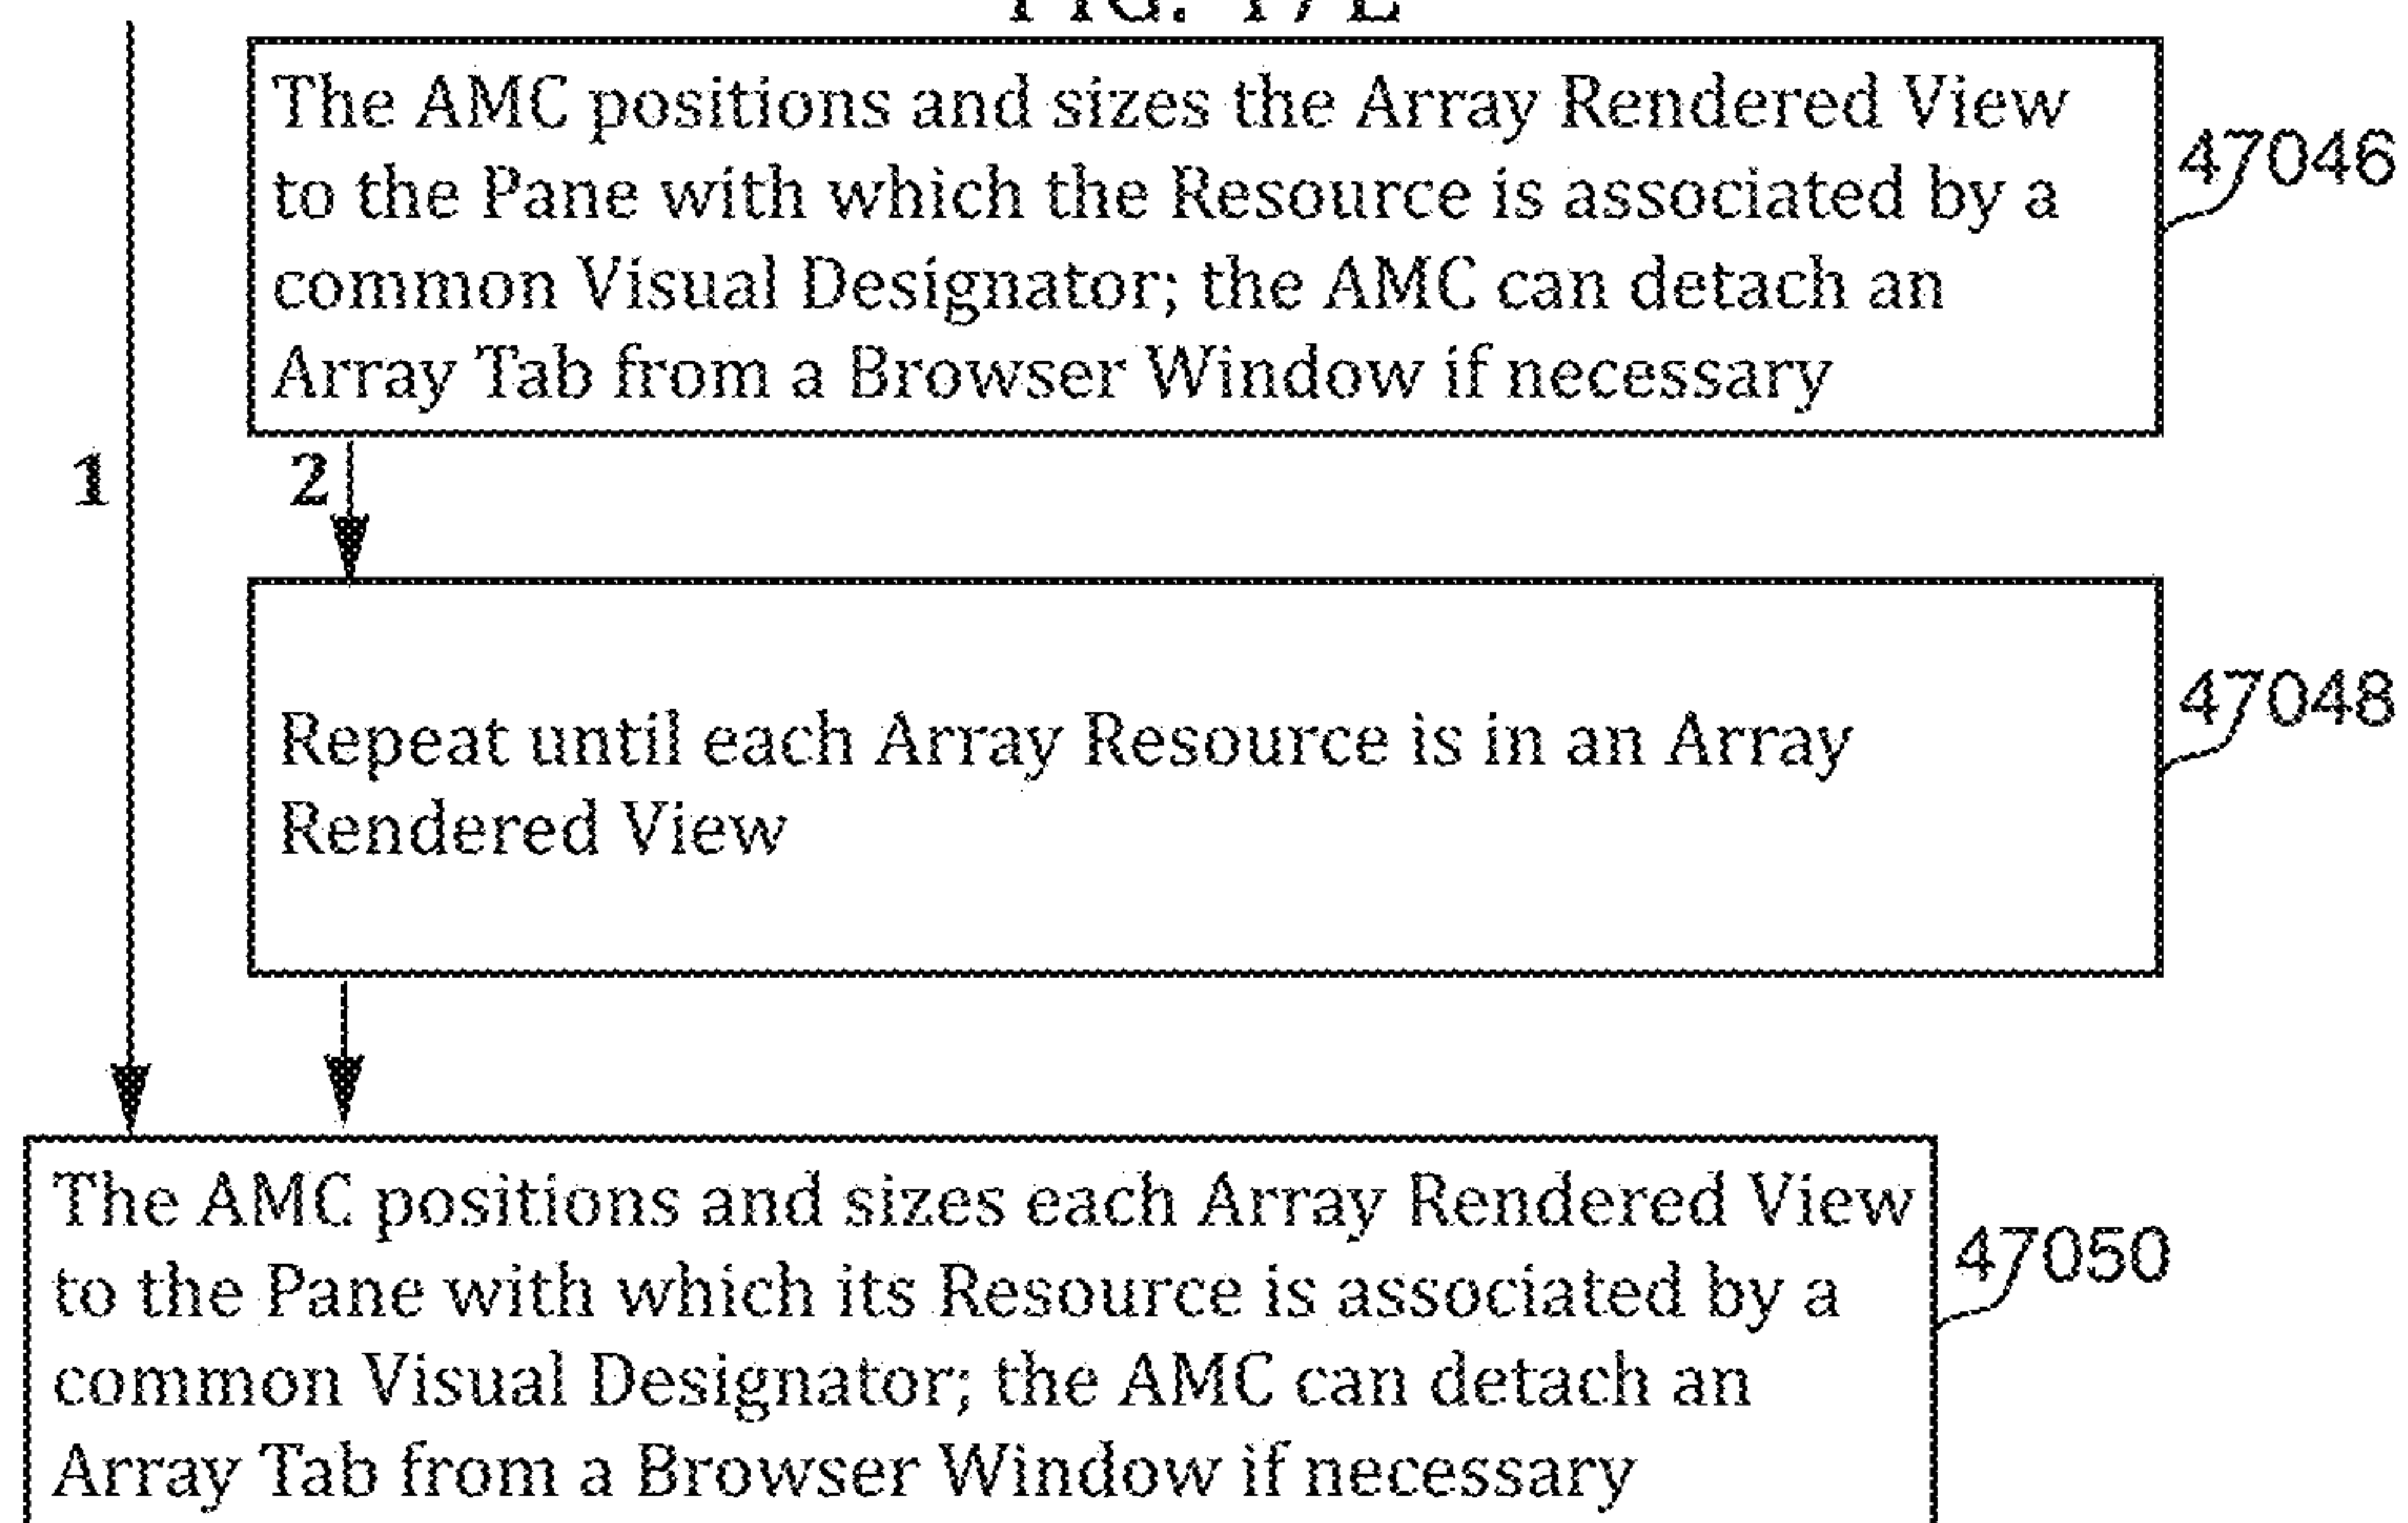 The AMC positions and sizes the Array Rendered View
to the Pane with which the Resource is associated by a
common Visual Designator; the AMC can detach an
Array Tab from a Browser Window if necessary
47046
1
2
Repeat until each Array Resource is in an Array
Rendered View
47048
The AMC positions and sizes each Array Rendered View
to the Pane with which its Resource is associated by a
common Visual Designator; the AMC can detach an
Array Tab from a Browser Window if necessary
47050